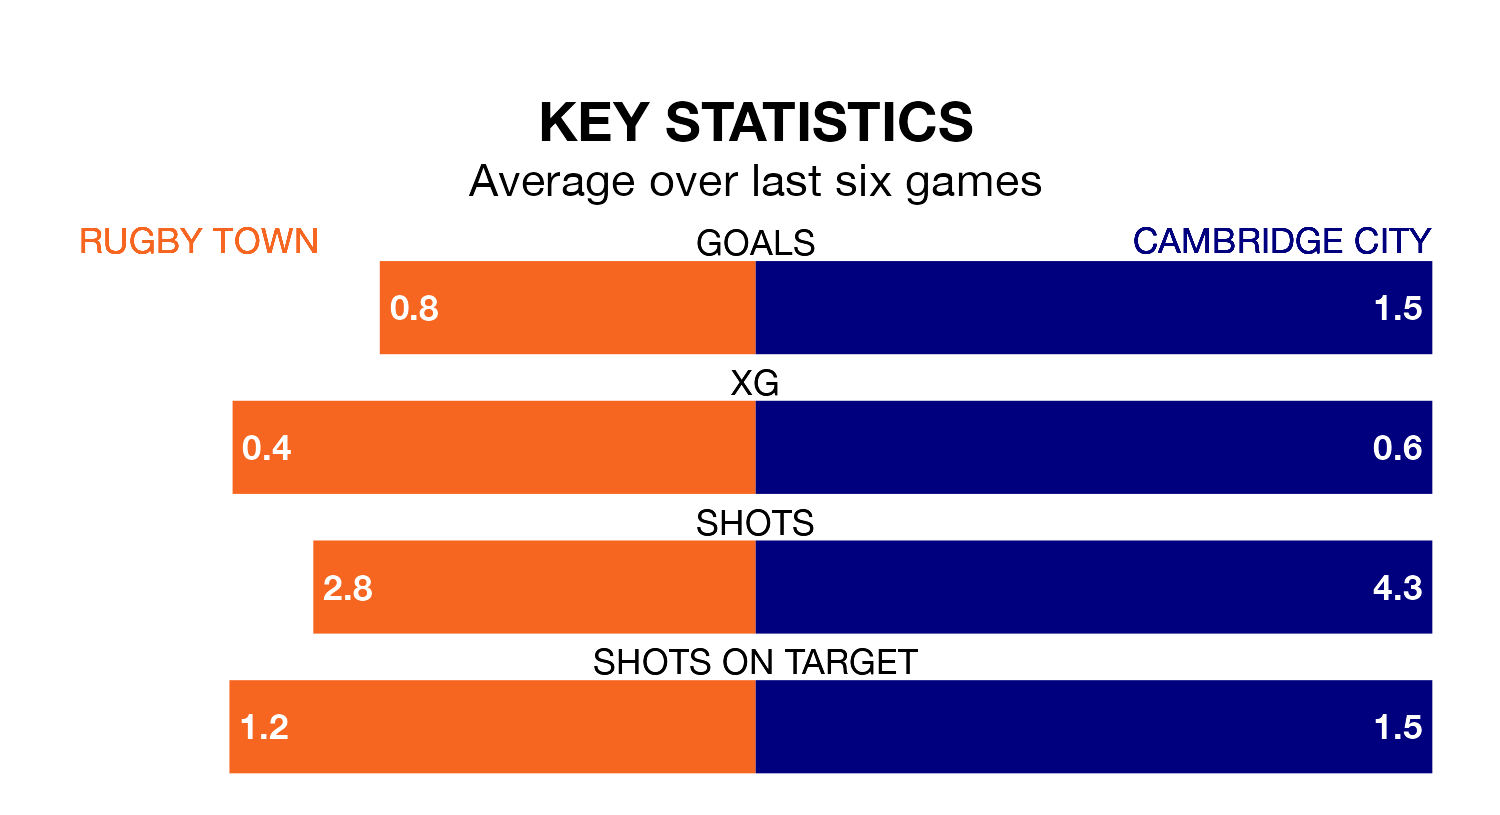 KEY STATISTICS
Average over last six games
RUGBY TOWN GOALS CAMBRIDGE CITY
0.8 1.5
XG
0.4 0.6
SHOTS
2.8 4.3
SHOTS ON TARGET
1.2 1.5